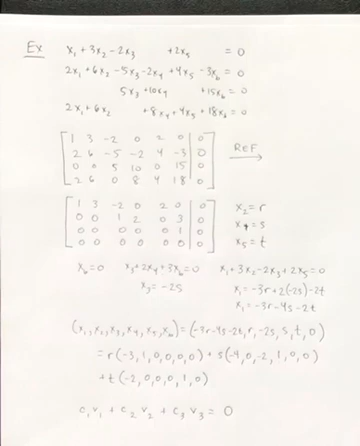 Ex x₁ + 3x₂ - 2x₃ + 2x₅ = 0
2x₁ + 6x₂ - 5x₃ - 2x₄ + 4x₅ - 3x₆ = 0
5x₃ + 10x₄ + 15x₆ = 0
2x₁ + 6x₂ + 8x₄ + 4x₅ + 18x₆ = 0
1 3 -2 0 2 0 | 0
2 6 -5 -2 4 -3 | 0 REF
0 0 5 10 0 15 | 0
2 6 0 8 4 18 | 0
1 3 -2 0 2 0 | 0 x₂ = r
0 0 1 2 0 3 | 0 x₄ = s
0 0 0 0 0 1 | 0 x₅ = t
0 0 0 0 0 0 | 0
x₆ = 0 x₃ + 2x₄ + 3x₆ = 0 x₁ + 3x₂ - 2x₃ + 2x₅ = 0
x₃ = -2s x₁ = -3r + 2(-2s) - 2t
x₁ = -3r - 4s - 2t
(x₁, x₂, x₃, x₄, x₅, x₆) = (-3r - 4s - 2t, r, -2s, s, t, 0)
= r(-3, 1, 0, 0, 0, 0) + s(-4, 0, -2, 1, 0, 0)
+ t(-2, 0, 0, 0, 1, 0)
c₁v₁ + c₂v₂ + c₃v₃ = 0